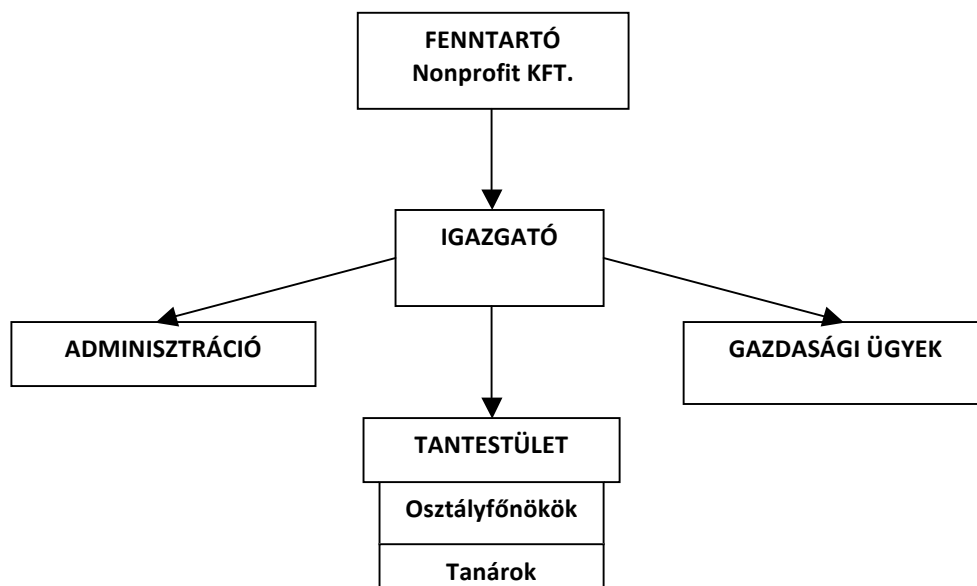 FENNTARTÓ
Nonprofit KFT.
IGAZGATÓ
ADMINISZTRÁCIÓ
GAZDASÁGI ÜGYEK
TANTESTÜLET
Osztályfőnökök
Tanárok